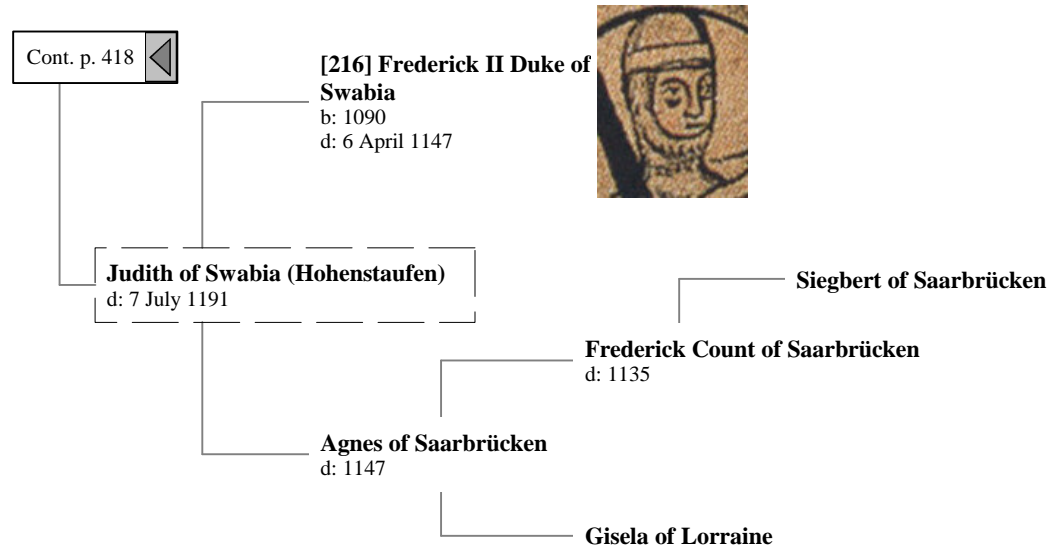 Cont. p. 418
[216] Frederick II Duke of
Swabia
b: 1090
d: 6 April 1147
Judith of Swabia (Hohenstaufen)
d: 7 July 1191
Siegbert of Saarbrücken
Frederick Count of Saarbrücken
d: 1135
Agnes of Saarbrücken
d: 1147
Gisela of Lorraine